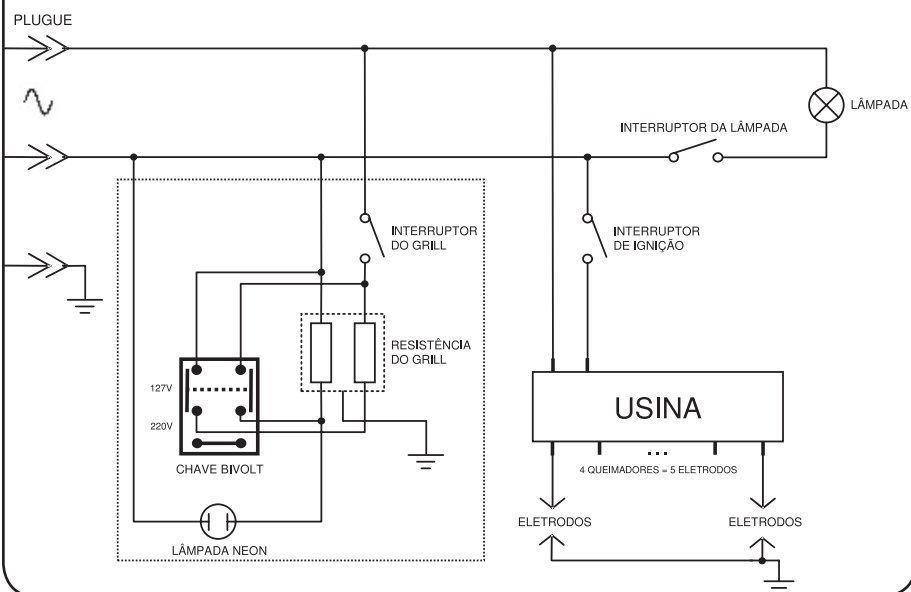 PLUGUE
LÂMPADA
INTERRUPTOR DA LÂMPADA
INTERRUPTOR
DO GRILL
INTERRUPTOR
DE IGNIÇÃO
RESISTÊNCIA
DO GRILL
127V
220V
CHAVE BIVOLT
USINA
...
4 QUEIMADORES = 5 ELETRODOS
ELETRODOS
ELETRODOS
LÂMPADA NEON